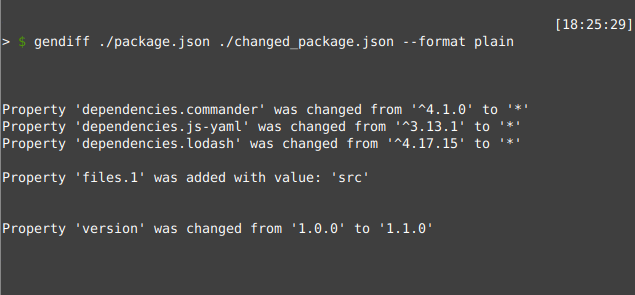 [18:25:29]
> $ gendiff ./package.json ./changed_package.json --format plain
Property 'dependencies.commander' was changed from '^4.1.0' to '*'
Property 'dependencies.js-yaml' was changed from '^3.13.1' to '*'
Property 'dependencies.lodash' was changed from '^4.17.15' to '*'
Property 'files.1' was added with value: 'src'
Property 'version' was changed from '1.0.0' to '1.1.0'